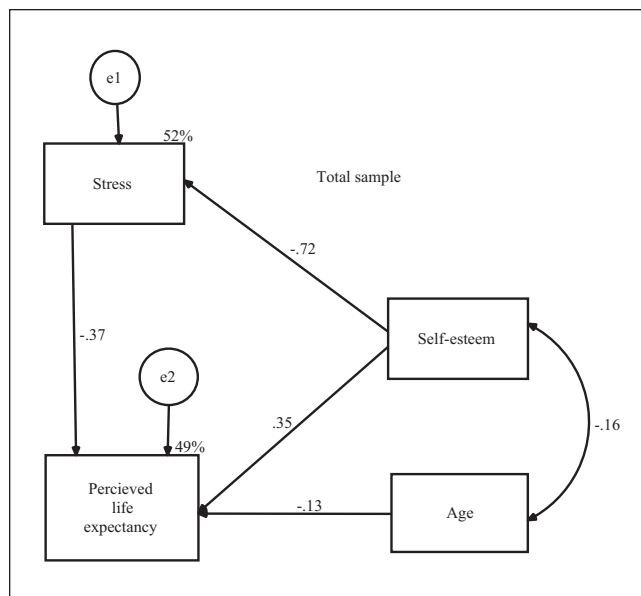 e1
52%
Stress
Total sample
-.72
-.37
Self-esteem
e2
.35
-.16
49%
Percieved
life
expectancy
-.13
Age